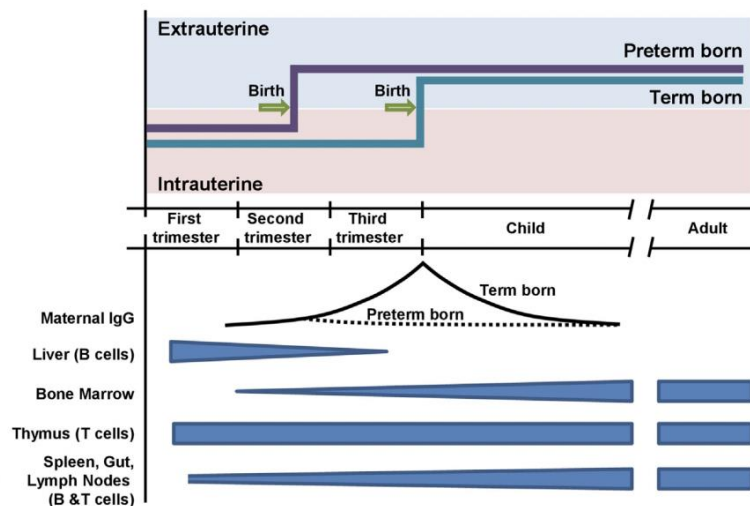 Extrauterine
Preterm born
Birth
Birth
Term born
Intrauterine
First
trimester
Second
trimester
Third
trimester
Child
Adult
Term born
Maternal IgG
Preterm born
Liver (B cells)
Bone Marrow
Thymus (T cells)
Spleen, Gut,
Lymph Nodes
(B &T cells)